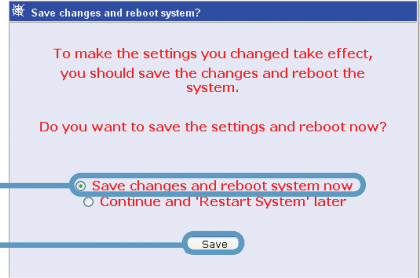 Save changes and reboot system?
To make the settings you changed take effect,
you should save the changes and reboot the
system.
Do you want to save the settings and reboot now?
Save changes and reboot system now
Continue and 'Restart System' later
Save